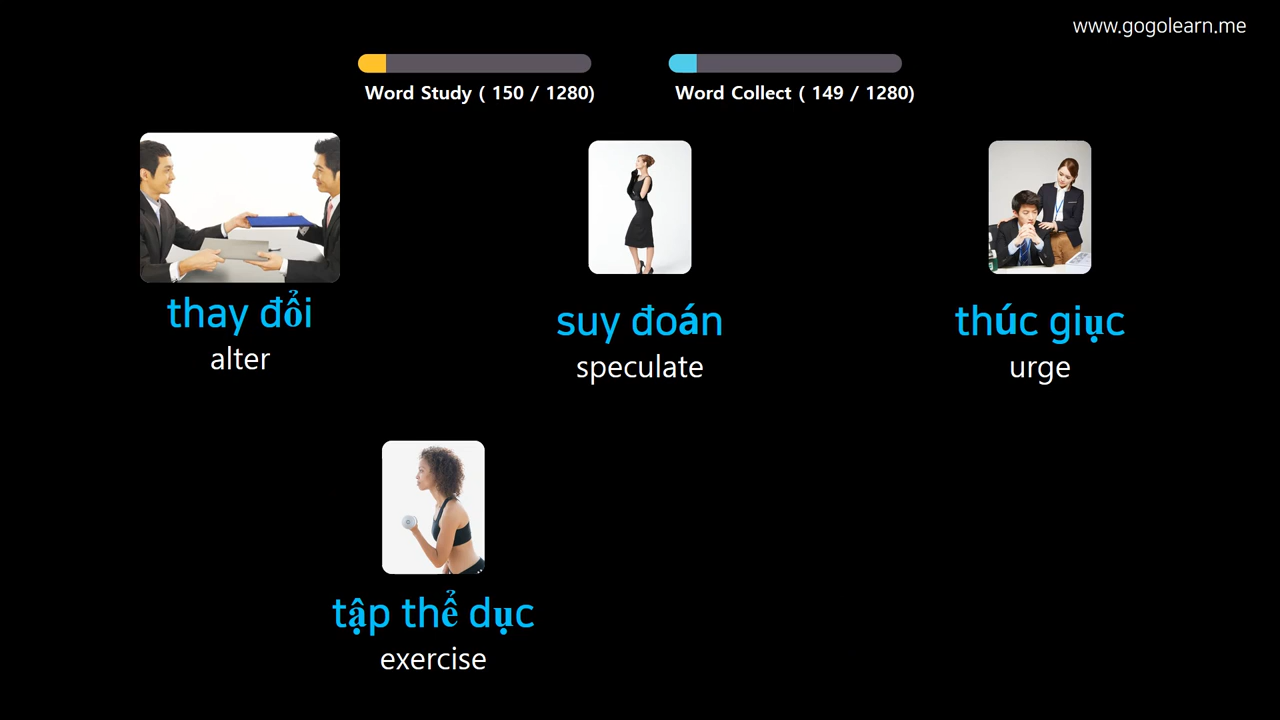 www.gogolearn.me
Word Study ( 150 / 1280)
Word Collect ( 149 / 1280)
thay đổi
alter
suy đoán
speculate
thúc giục
urge
tập thể dục
exercise